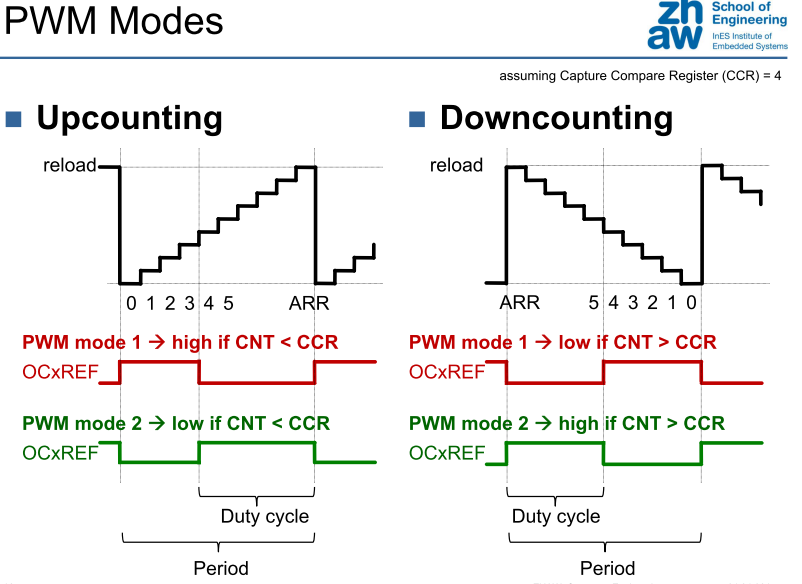 PWM Modes
zh
aw
School of
Engineering
InES Institute of
Embedded Systems
assuming Capture Compare Register (CCR) = 4
■ Upcounting
reload
0 1 2 3 4 5 ARR
PWM mode 1 → high if CNT < CCR
OCxREF
PWM mode 2 → low if CNT < CCR
OCxREF
Duty cycle
Period
■ Downcounting
reload
ARR 5 4 3 2 1 0
PWM mode 1 → low if CNT > CCR
OCxREF
PWM mode 2 → high if CNT > CCR
OCxREF
Duty cycle
Period